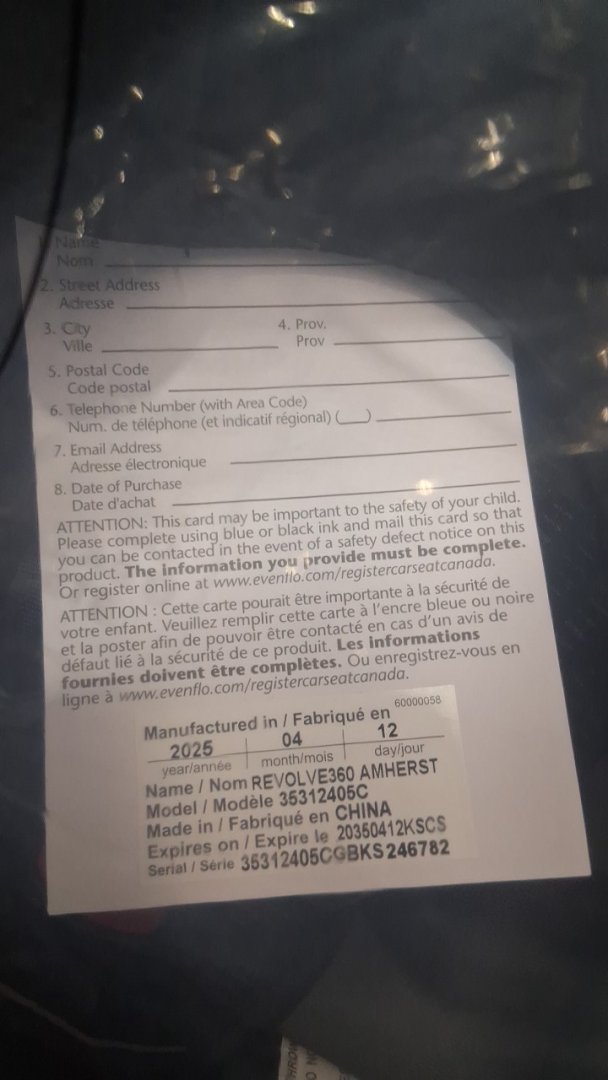 1. Name
Nom
2. Street Address
Adresse
3. City
Ville
4. Prov.
Prov
5. Postal Code
Code postal
6. Telephone Number (with Area Code)
Num. de téléphone (et indicatif régional) (__)
7. Email Address
Adresse électronique
8. Date of Purchase
Date d'achat
ATTENTION: This card may be important to the safety of your child.
Please complete using blue or black ink and mail this card so that
you can be contacted in the event of a safety defect notice on this
product. The information you provide must be complete.
Or register online at www.evenflo.com/registercarseatcanada.
ATTENTION : Cette carte pourait être importante à la sécurité de
votre enfant. Veuillez remplir cette carte à l'encre bleue ou noire
et la poster afin de pouvoir être contacté en cas d'un avis de
défaut lié à la sécurité de ce produit. Les informations
fournies doivent être complètes. Ou enregistrez-vous en
ligne à www.evenflo.com/registercarseatcanada.
60000058
Manufactured in / Fabriqué en
2025 04 12
year/année month/mois day/jour
Name / Nom REVOLVE360 AMHERST
Model / Modèle 35312405C
Made in / Fabriqué en CHINA
Expires on / Expire le 20350412KSCS
Serial / Série 35312405CGBKS246782